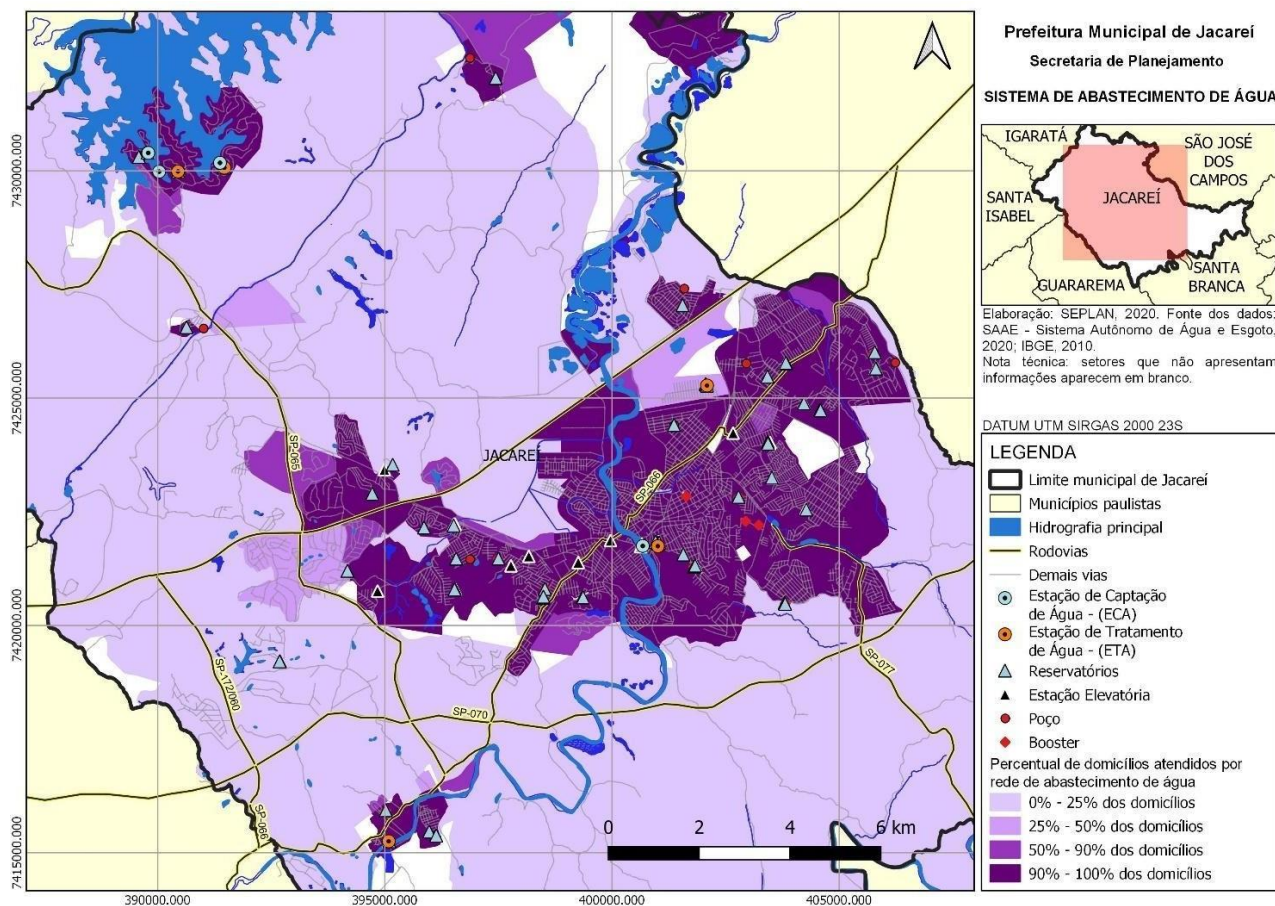 Prefeitura Municipal de Jacareí
Secretaria de Planejamento
SISTEMA DE ABASTECIMENTO DE ÁGUA
IGARATÁ
SÃO JOSÉ
DOS
CAMPOS
SANTA
ISABEL
JACAREÍ
GUARAREMA
SANTA
BRANCA
Elaboração: SEPLAN, 2020. Fonte dos dados:
SAAE - Sistema Autônomo de Água e Esgoto,
2020; IBGE, 2010.
Nota técnica: setores que não apresentam
informações aparecem em branco.
DATUM UTM SIRGAS 2000 23S
LEGENDA
Limite municipal de Jacareí
Municípios paulistas
Hidrografia principal
Rodovias
Demais vias
Estação de Captação
de Água - (ECA)
Estação de Tratamento
de Água - (ETA)
Reservatórios
Estação Elevatória
Poço
Booster
Percentual de domicílios atendidos por
rede de abastecimento de água
0% - 25% dos domicílios
25% - 50% dos domicílios
50% - 90% dos domicílios
90% - 100% dos domicílios
7430000.000
7425000.000
7420000.000
7415000.000
390000.000
395000.000
400000.000
405000.000
SP-065
JACAREÍ
SP-066
SP-172/060
SP-070
SP-077
SP-066
0 2 4 6 km